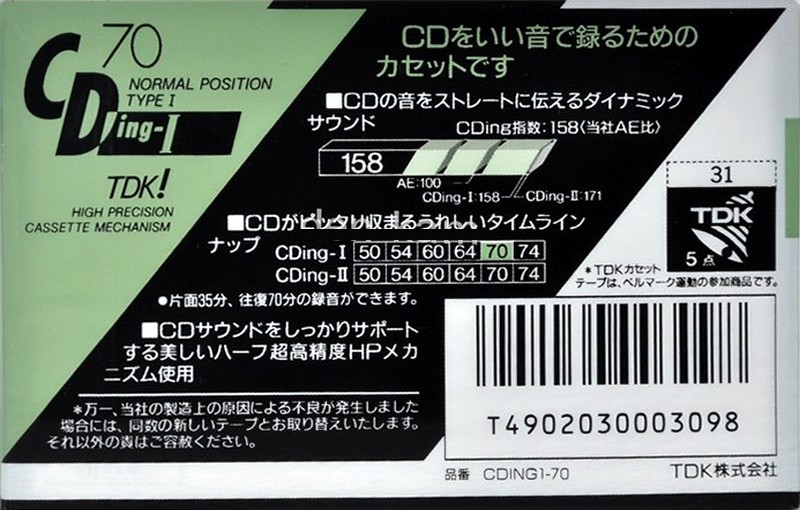 70
CDing-I
NORMAL POSITION
TYPE I
TDK!
HIGH PRECISION
CASSETTE MECHANISM
CDをいい音で録るための
カセットです
■CDの音をストレートに伝えるダイナミック
サウンド
CDing指数:158(当社AE比)
158
AE:100
CDing-I:158
CDing-II:171
■CDがピッタリ収まるうれしいタイムライン
ナップ
CDing-I 50 54 60 64 70 74
CDing-II 50 54 60 64 70 74
●片面35分、往復70分の録音ができます。
■CDサウンドをしっかりサポート
する美しいハーフ超高精度HPメカ
ニズム使用
*万一、当社の製造上の原因による不良が発生しました
場合には、同数の新しいテープとお取り替えいたします。
それ以外の責はご容赦ください。
31
TDK
5点
*TDKカセット
テープは、ベルマーク運動の参加商品です。
T4902030003098
品番 CDING1-70
TDK株式会社